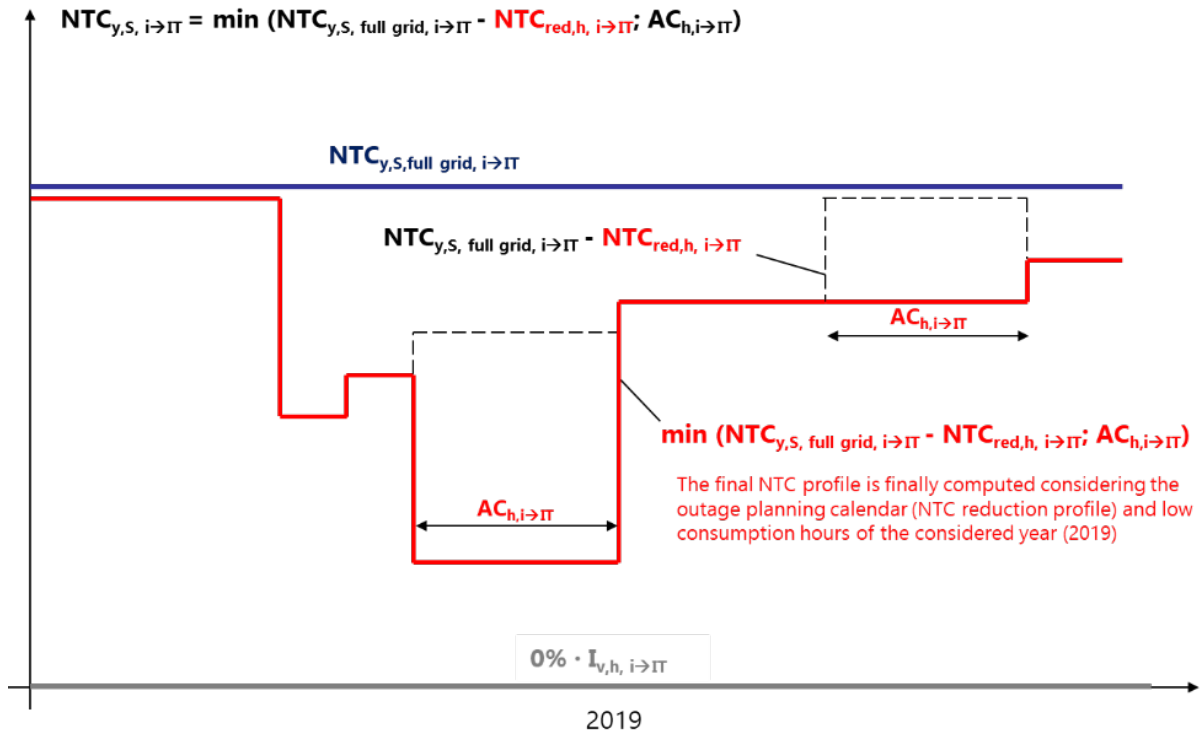 NTCy,S, i→IT = min (NTCy,S, full grid, i→IT - NTCred,h, i→IT; ACh,i→IT)
NTCy,S,full grid, i→IT
NTCy,S, full grid, i→IT - NTCred,h, i→IT
ACh,i→IT
min (NTCy,S, full grid, i→IT - NTCred,h, i→IT; ACh,i→IT)
The final NTC profile is finally computed considering the
outage planning calendar (NTC reduction profile) and low
consumption hours of the considered year (2019)
ACh,i→IT
0% · Iv,h, i→IT
2019